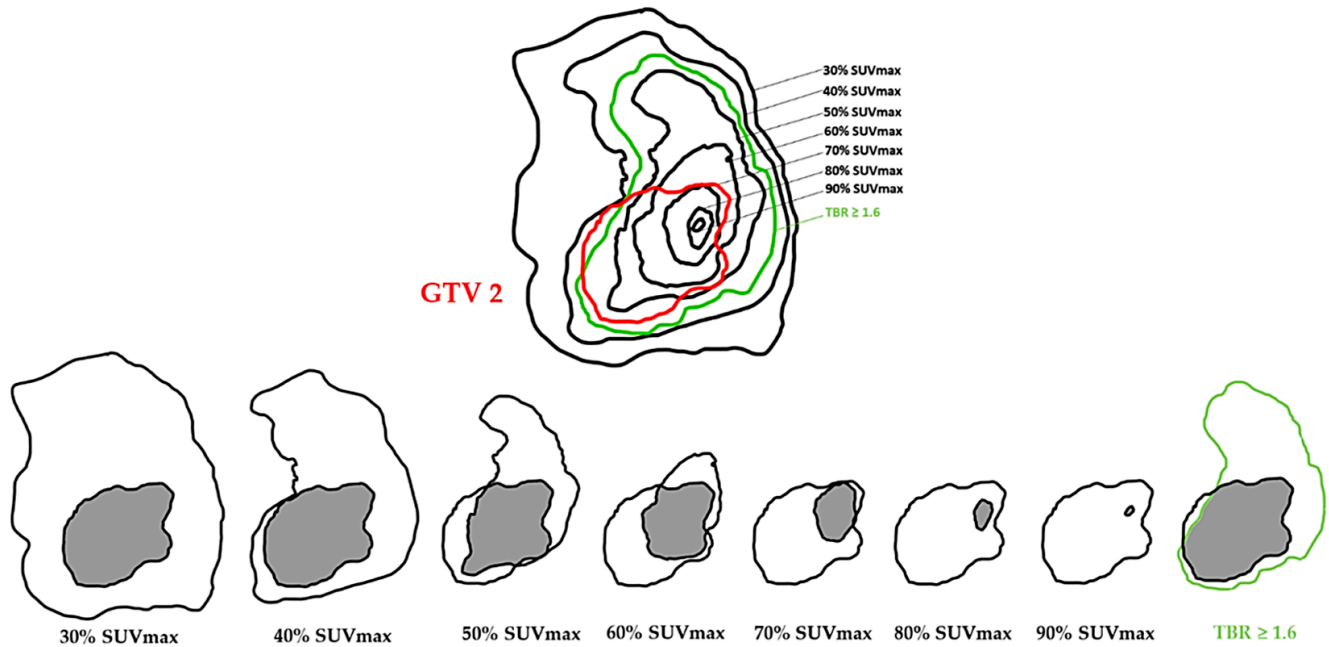 30% SUVmax
40% SUVmax
50% SUVmax
60% SUVmax
70% SUVmax
80% SUVmax
90% SUVmax
TBR ≥ 1.6
GTV 2
30% SUVmax
40% SUVmax
50% SUVmax
60% SUVmax
70% SUVmax
80% SUVmax
90% SUVmax
TBR ≥ 1.6